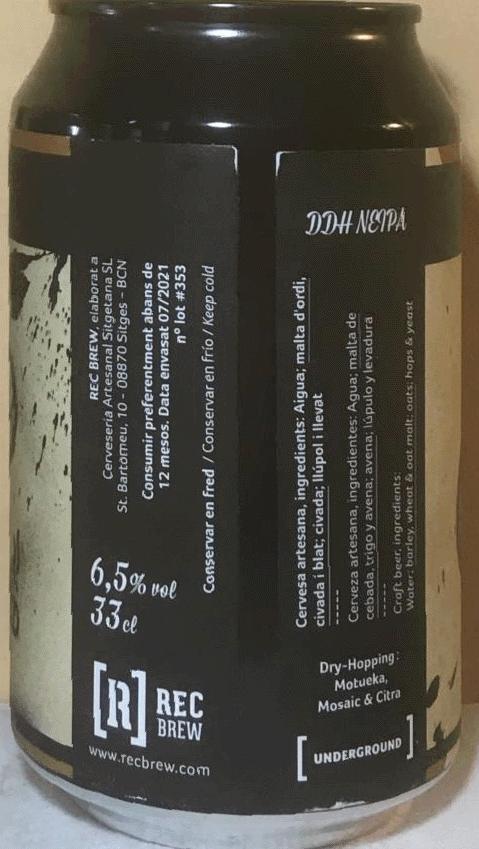 REC BREW, elaborat a
Cerveseria Artesanal Sitgetana SL
St. Bartomeu, 10 - 08870 Sitges - BCN
Consumir preferentment abans de
12 mesos. Data envasat 07/2021
nº lot #353
Conservar en fred / Conservar en frío / Keep cold
6,5% vol
33cl
[R] REC
BREW
www.recbrew.com
DDH NEIPA
Cervesa artesana, ingredients: Aigua; malta d'ordi,
civada i blat; civada; llúpol i llevat
-----
Cerveza artesana, ingredientes: Agua; malta de
cebada, trigo y avena; avena; lúpulo y levadura
-----
Craft beer, ingredients:
Water; barley, wheat & oat malt; oats; hops & yeast
Dry-Hopping:
Motueka,
Mosaic & Citra
[UNDERGROUND]